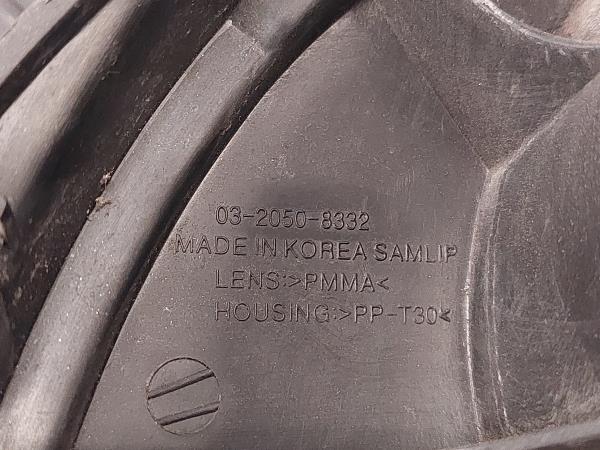 03-2050-8332
MADE IN KOREA SAMLIP
LENS:>PMMA<
HOUSING:>PP-T30<